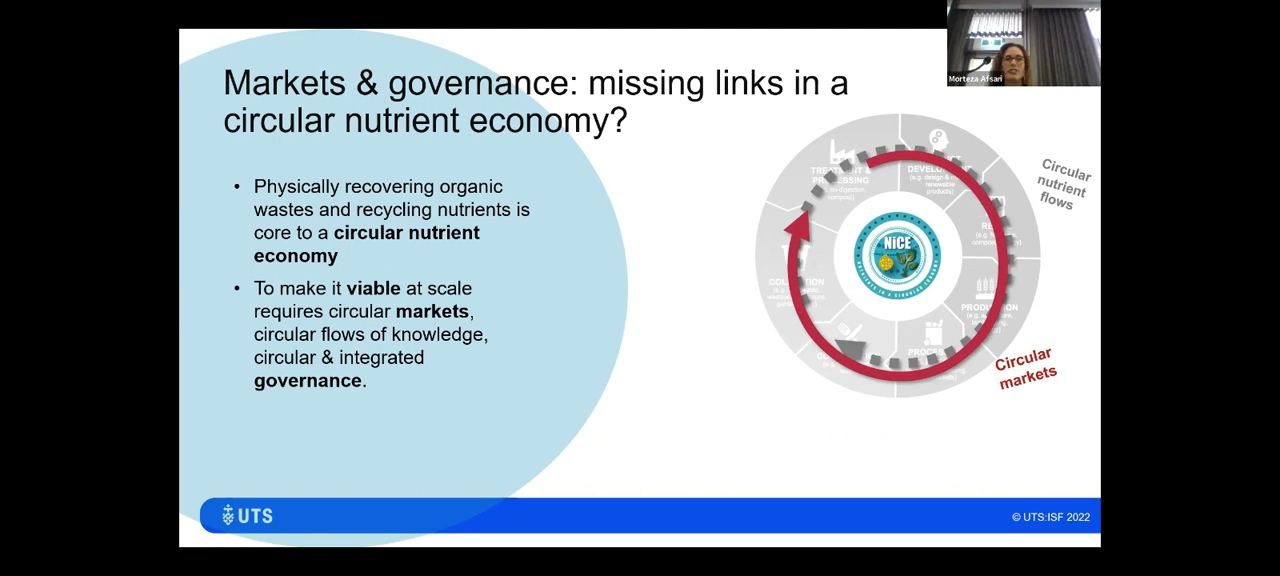 Morteza Afsari
Markets & governance: missing links in a
circular nutrient economy?
• Physically recovering organic
wastes and recycling nutrients is
core to a circular nutrient
economy
• To make it viable at scale
requires circular markets,
circular flows of knowledge,
circular & integrated
governance.
Circular
nutrient
flows
NiCE
Circular
markets
UTS
© UTS:ISF 2022